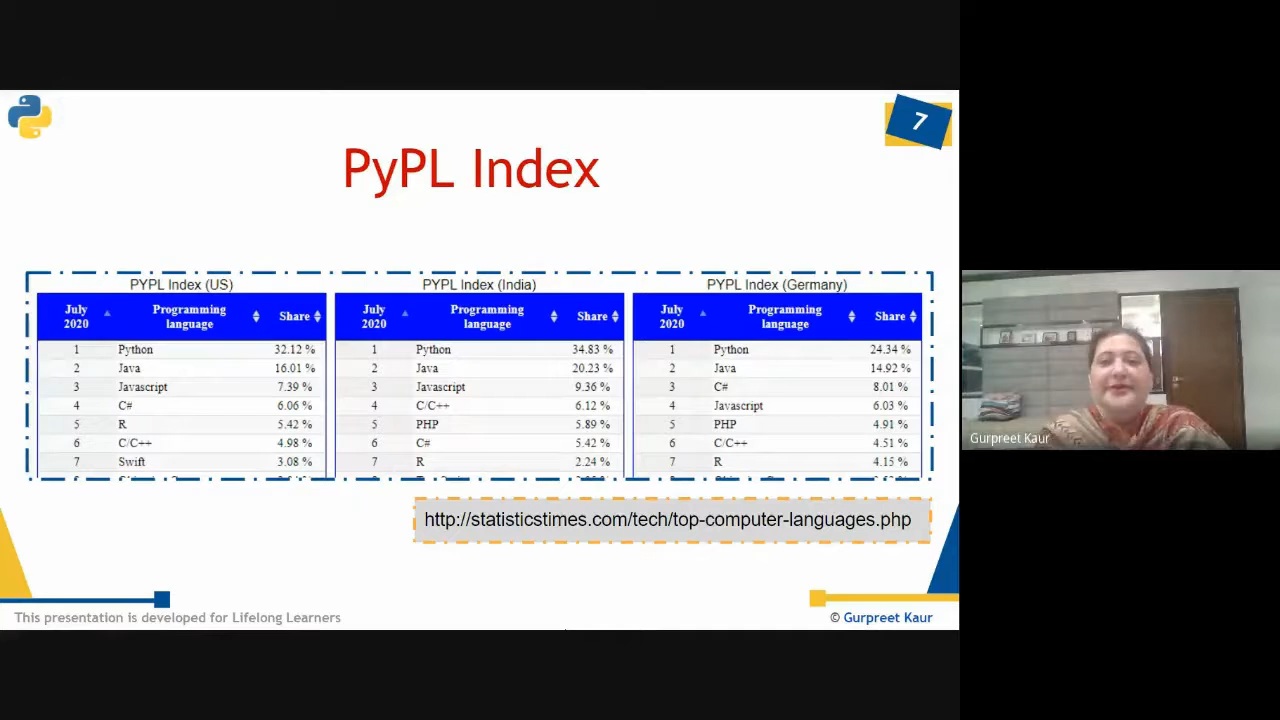 7
PyPL Index
PYPL Index (US)
July 2020 Programming language Share
1 Python 32.12 %
2 Java 16.01 %
3 Javascript 7.39 %
4 C# 6.06 %
5 R 5.42 %
6 C/C++ 4.98 %
7 Swift 3.08 %
PYPL Index (India)
July 2020 Programming language Share
1 Python 34.83 %
2 Java 20.23 %
3 Javascript 9.36 %
4 C/C++ 6.12 %
5 PHP 5.89 %
6 C# 5.42 %
7 R 2.24 %
PYPL Index (Germany)
July 2020 Programming language Share
1 Python 24.34 %
2 Java 14.92 %
3 C# 8.01 %
4 Javascript 6.03 %
5 PHP 4.91 %
6 C/C++ 4.51 %
7 R 4.15 %
http://statisticstimes.com/tech/top-computer-languages.php
This presentation is developed for Lifelong Learners
© Gurpreet Kaur
Gurpreet Kaur